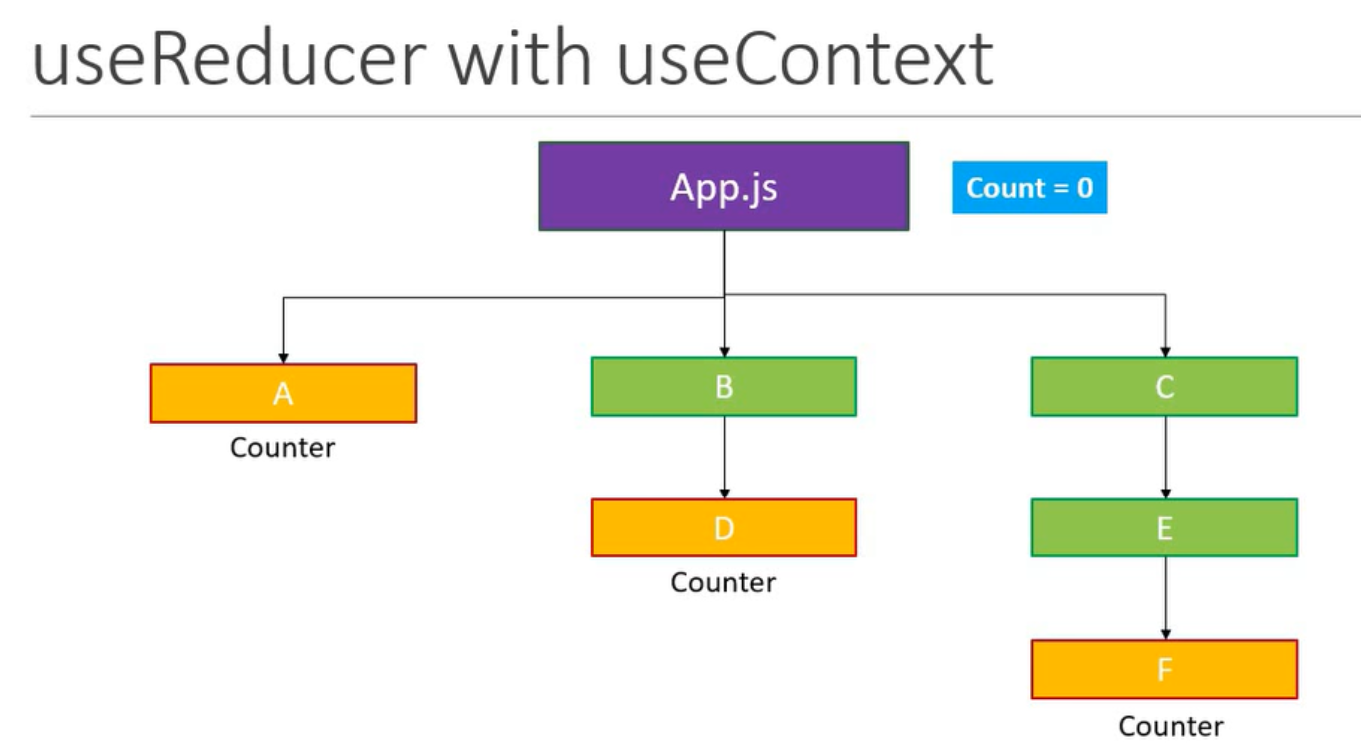 useReducer with useContext
App.js
Count = 0
A
B
C
Counter
D
E
Counter
F
Counter